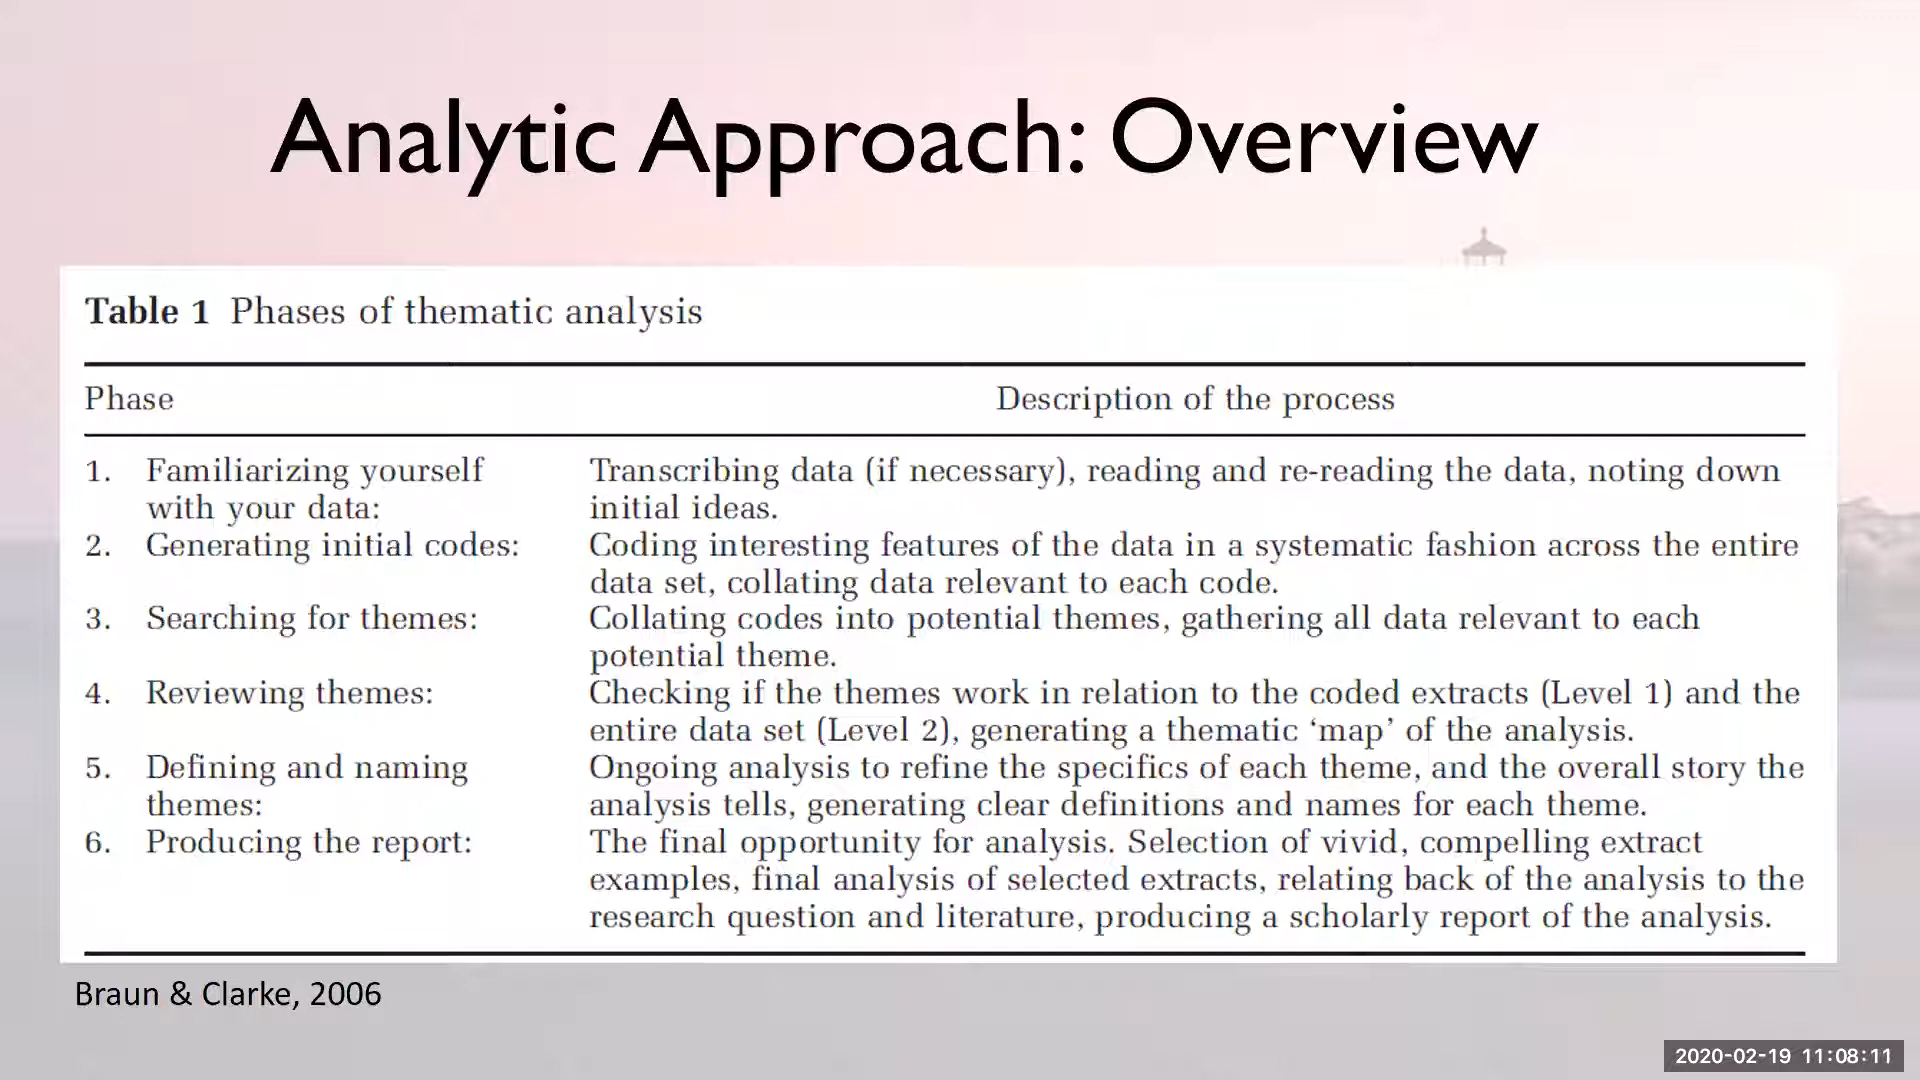 Analytic Approach: Overview
Table 1 Phases of thematic analysis
Phase Description of the process
1. Familiarizing yourself Transcribing data (if necessary), reading and re-reading the data, noting down
with your data: initial ideas.
2. Generating initial codes: Coding interesting features of the data in a systematic fashion across the entire
data set, collating data relevant to each code.
3. Searching for themes: Collating codes into potential themes, gathering all data relevant to each
potential theme.
4. Reviewing themes: Checking if the themes work in relation to the coded extracts (Level 1) and the
entire data set (Level 2), generating a thematic ‘map’ of the analysis.
5. Defining and naming Ongoing analysis to refine the specifics of each theme, and the overall story the
themes: analysis tells, generating clear definitions and names for each theme.
6. Producing the report: The final opportunity for analysis. Selection of vivid, compelling extract
examples, final analysis of selected extracts, relating back of the analysis to the
research question and literature, producing a scholarly report of the analysis.
Braun & Clarke, 2006
2020-02-19 11:08:11